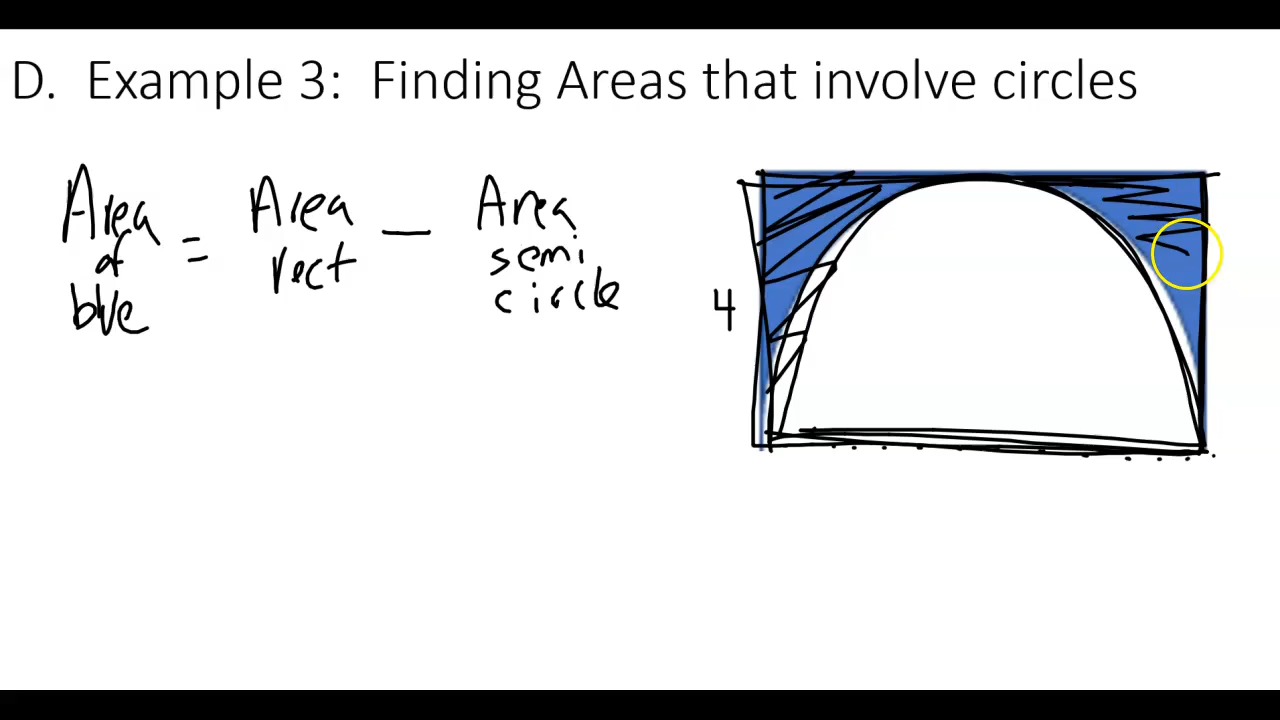 D. Example 3: Finding Areas that involve circles
Area of blue = Area rect — Area semi circle
4